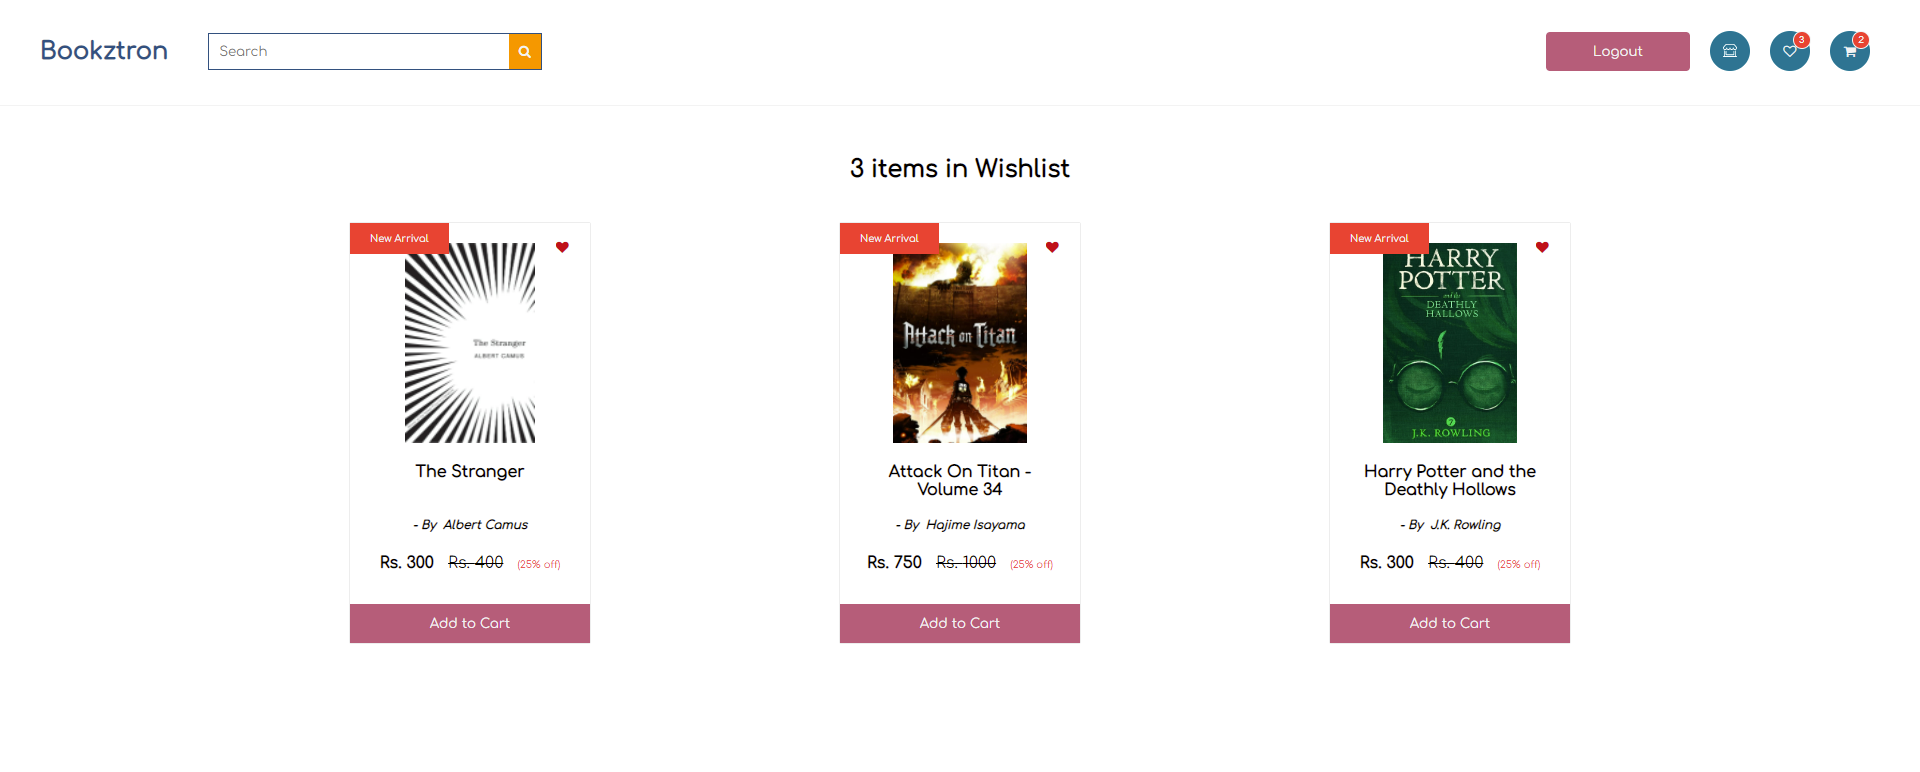 Bookztron
Search
Logout
3
2
3 items in Wishlist
New Arrival
The Stranger
ALBERT CAMUS
The Stranger
- By Albert Camus
Rs. 300 Rs. 400 (25% off)
Add to Cart
New Arrival
Attack on Titan
Attack On Titan -
Volume 34
- By Hajime Isayama
Rs. 750 Rs. 1000 (25% off)
Add to Cart
New Arrival
HARRY
POTTER
and the
DEATHLY
HALLOWS
7
J.K. ROWLING
Harry Potter and the
Deathly Hollows
- By J.K. Rowling
Rs. 300 Rs. 400 (25% off)
Add to Cart